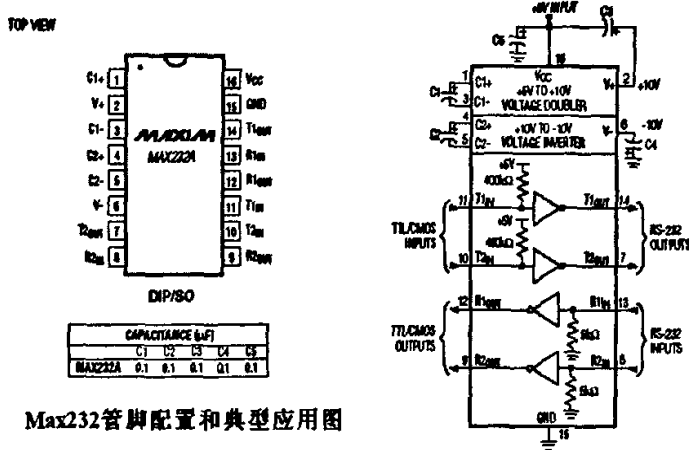 TOP VIEW
C1+ 1
V+ 2
C1- 3
C2+ 4
C2- 5
V- 6
T2OUT 7
R2IN 8
16 VCC
15 GND
14 T1OUT
13 R1IN
12 R1OUT
11 T1IN
10 T2IN
9 R2OUT
MAXIM
MAX232A
DIP/SO
CAPACITANCE (µF)
C1 C2 C3 C4 C5
MAX232A 0.1 0.1 0.1 0.1 0.1
Max232管脚配置和典型应用图
+5V INPUT
C3
C5
16
VCC
1 C1+
C1
3 C1-
+5V TO +10V
VOLTAGE DOUBLER
V+ 2 +10V
4 C2+
C2
5 C2-
+10V TO -10V
VOLTAGE INVERTER
V- 6 -10V
C4
+5V
400kΩ
11 T1IN
T1OUT 14
+5V
400kΩ
10 T2IN
T2OUT 7
TTL/CMOS
INPUTS
RS-232
OUTPUTS
12 R1OUT
R1IN 13
5kΩ
9 R2OUT
R2IN 8
5kΩ
TTL/CMOS
OUTPUTS
RS-232
INPUTS
GND
15